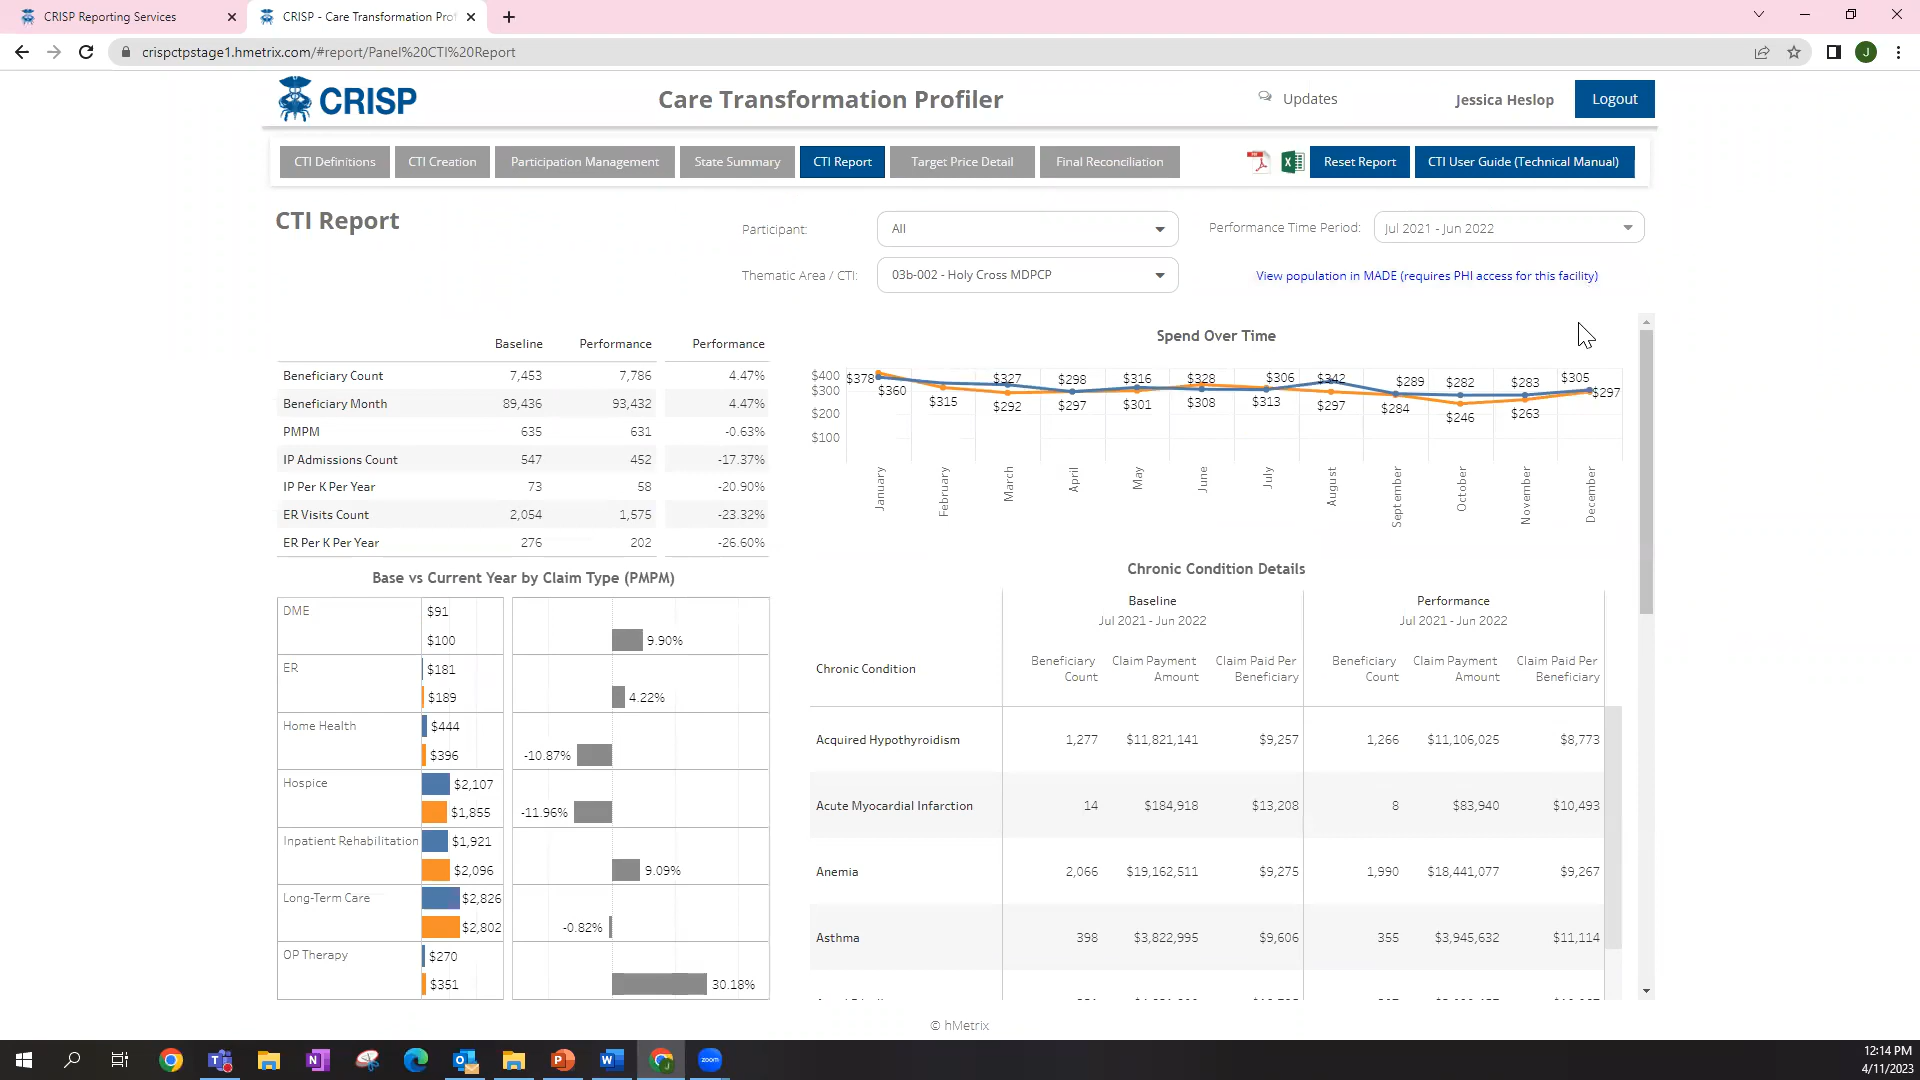 CRISP Reporting Services
CRISP - Care Transformation Prof
crispctpstage1.hmetrix.com/#report/Panel%20CTI%20Report
J
CRISP
Care Transformation Profiler
Updates
Jessica Heslop
Logout
CTI Definitions
CTI Creation
Participation Management
State Summary
CTI Report
Target Price Detail
Final Reconciliation
Reset Report
CTI User Guide (Technical Manual)
CTI Report
Participant:
All
Performance Time Period:
Jul 2021 - Jun 2022
Thematic Area / CTI:
03b-002 - Holy Cross MDPCP
View population in MADE (requires PHI access for this facility)
Baseline Performance Performance
Beneficiary Count 7,453 7,786 4.47%
Beneficiary Month 89,436 93,432 4.47%
PMPM 635 631 -0.63%
IP Admissions Count 547 452 -17.37%
IP Per K Per Year 73 58 -20.90%
ER Visits Count 2,054 1,575 -23.32%
ER Per K Per Year 276 202 -26.60%
Spend Over Time
$400
$300
$200
$100
$378 $327 $298 $316 $328 $306 $342 $289 $282 $283 $305
$360 $315 $292 $297 $301 $308 $313 $297 $284 $246 $263 $297
January February March April May June July August September October November December
Base vs Current Year by Claim Type (PMPM)
DME $91
$100 9.90%
ER $181
$189 4.22%
Home Health $444
$396 -10.87%
Hospice $2,107
$1,855 -11.96%
Inpatient Rehabilitation $1,921
$2,096 9.09%
Long-Term Care $2,826
$2,802 -0.82%
OP Therapy $270
$351 30.18%
Chronic Condition Details
Baseline Performance
Jul 2021 - Jun 2022 Jul 2021 - Jun 2022
Chronic Condition
Beneficiary Count
Claim Payment Amount
Claim Paid Per Beneficiary
Beneficiary Count
Claim Payment Amount
Claim Paid Per Beneficiary
Acquired Hypothyroidism 1,277 $11,821,141 $9,257 1,266 $11,106,025 $8,773
Acute Myocardial Infarction 14 $184,918 $13,208 8 $83,940 $10,493
Anemia 2,066 $19,162,511 $9,275 1,990 $18,441,077 $9,267
Asthma 398 $3,822,995 $9,606 355 $3,945,632 $11,114
© hMetrix
zoom
12:14 PM
4/11/2023